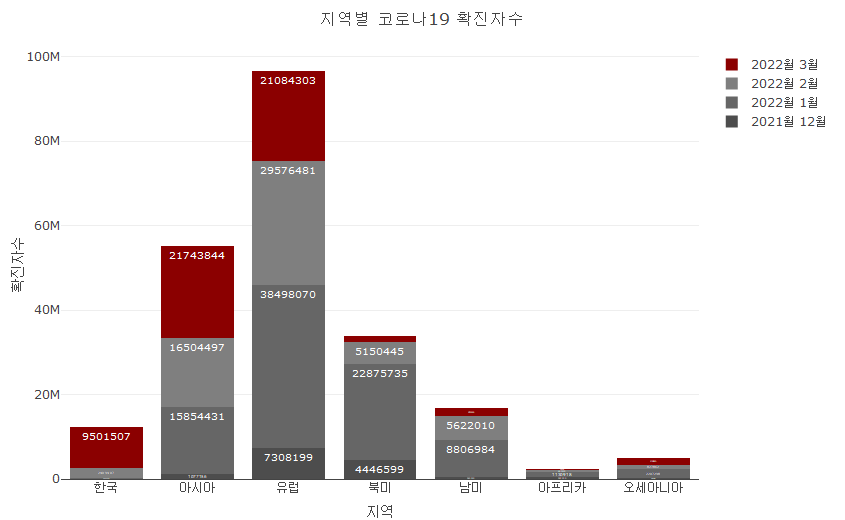 지역별 코로나19 확진자수
2022월 3월
2022월 2월
2022월 1월
2021월 12월
확진자수
100M
80M
60M
40M
20M
0
21084303
29576481
38498070
7308199
21743844
16504497
15854431
9501507
5150445
22875735
4446599
5622010
8806984
한국
아시아
유럽
북미
남미
아프리카
오세아니아
지역